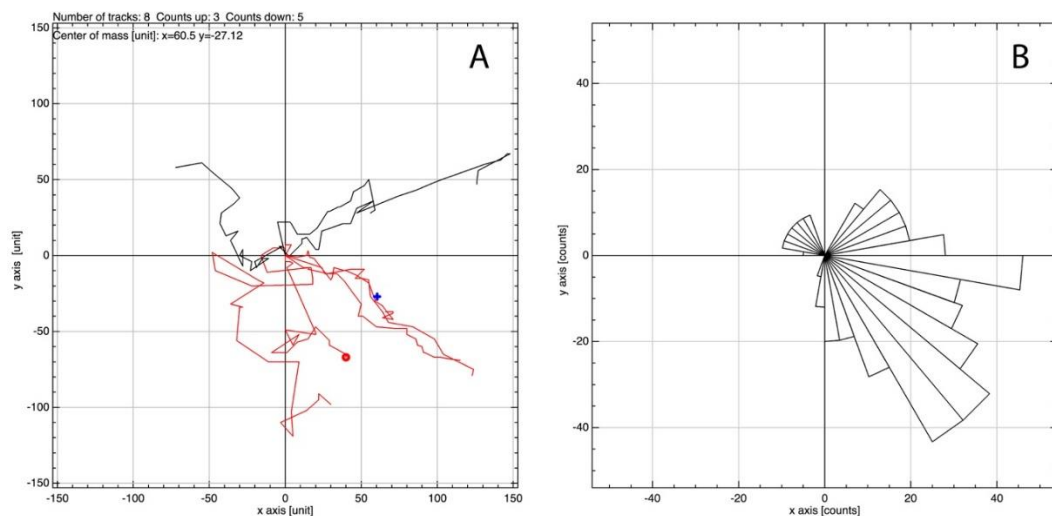 Number of tracks: 8 Counts up: 3 Counts down: 5
Center of mass [unit]: x=60.5 y=-27.12
A
150
100
50
0
-50
-100
-150
y axis [unit]
-150 -100 -50 0 50 100 150
x axis [unit]
B
40
20
0
-20
-40
y axis [counts]
-40 -20 0 20 40
x axis [counts]